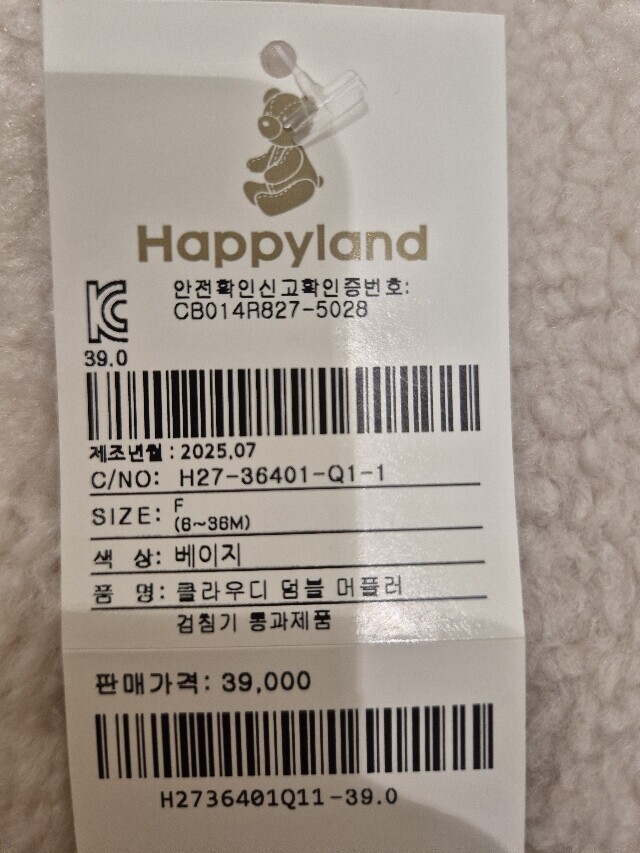 Happyland
안전확인신고확인증번호:
CB014R827-5028
39.0
제조년월 : 2025.07
C/NO: H27-36401-Q1-1
SIZE: F
(6~36M)
색 상: 베이지
품 명: 클라우디 덤블 머플러
검침기 통과제품
판매가격: 39,000
H2736401Q11-39.0